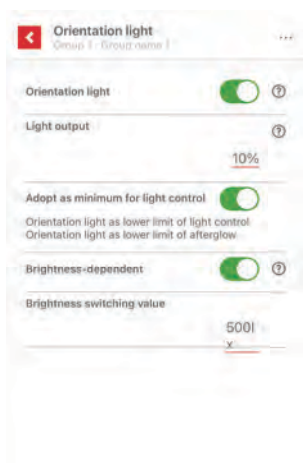 Orientation light
Group 1 : Group name 1
...
Orientation light
Light output
10%
Adopt as minimum for light control
Orientation light as lower limit of light control
Orientation light as lower limit of afterglow
Brightness-dependent
Brightness switching value
500l
x